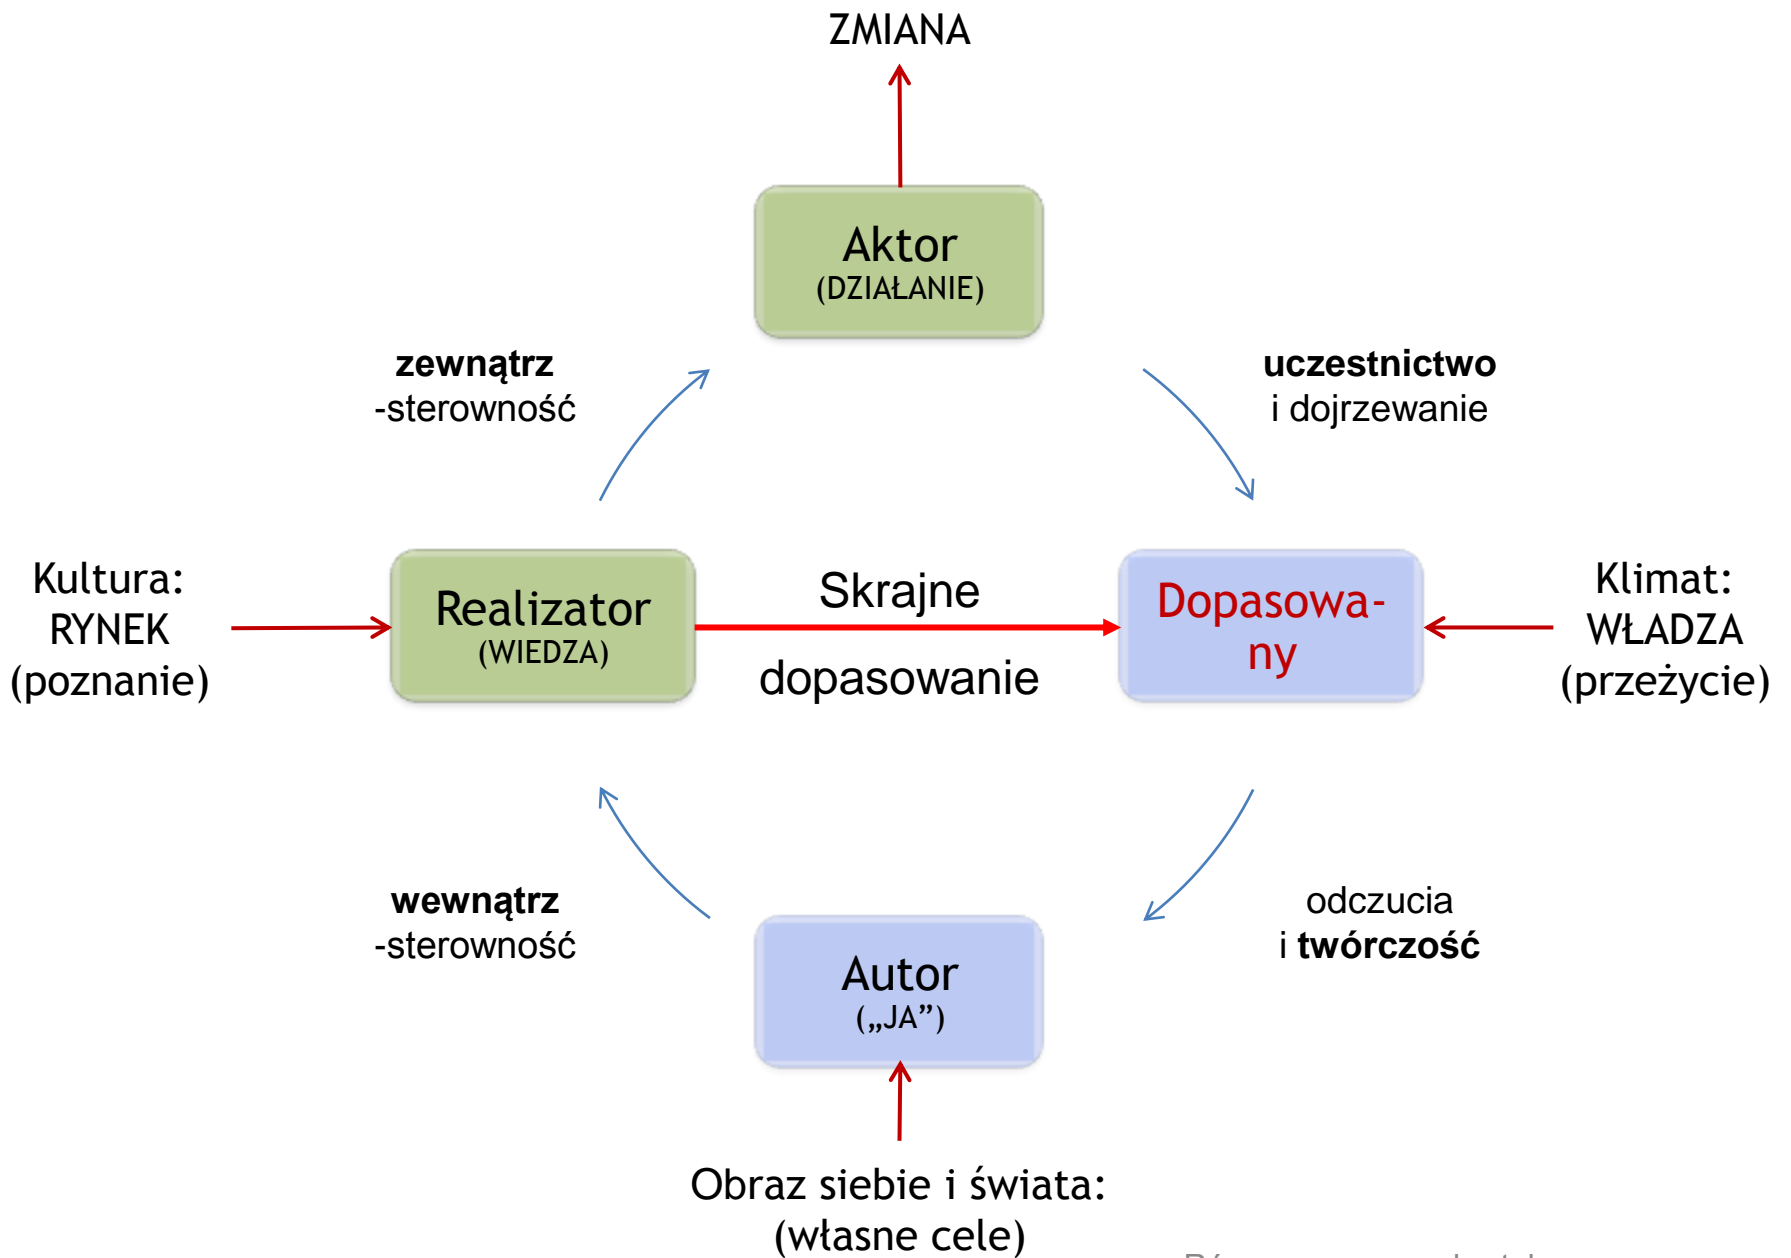 ZMIANA
Aktor
(DZIAŁANIE)
zewnątrz
-sterowność
uczestnictwo
i dojrzewanie
Kultura:
RYNEK
(poznanie)
Realizator
(WIEDZA)
Skrajne
dopasowanie
Dopasowa-
ny
Klimat:
WŁADZA
(przeżycie)
wewnątrz
-sterowność
odczucia
i twórczość
Autor
(„JA”)
Obraz siebie i świata:
(własne cele)